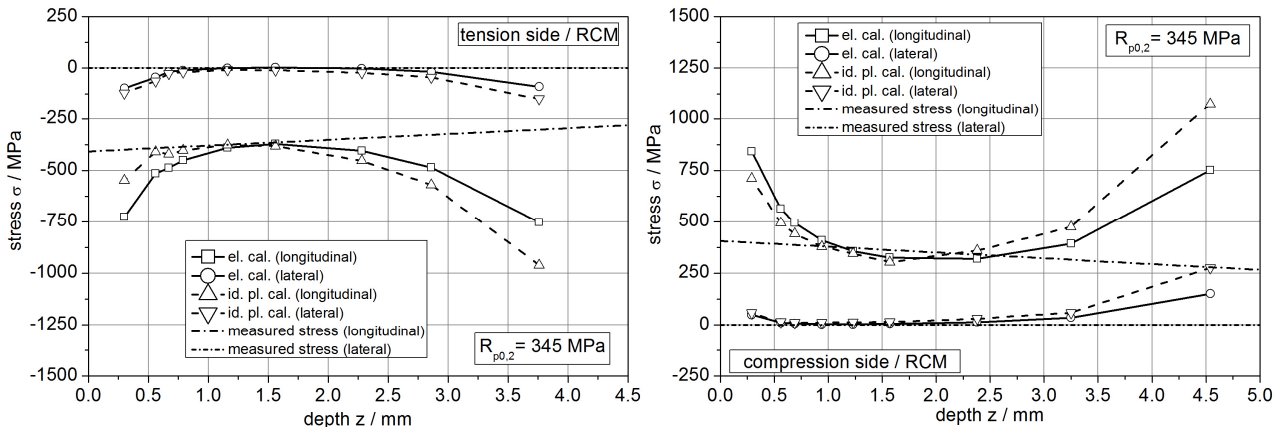 250
0
-250
-500
-750
-1000
-1250
-1500
stress σ / MPa
tension side / RCM
el. cal. (longitudinal)
el. cal. (lateral)
id. pl. cal. (longitudinal)
id. pl. cal. (lateral)
measured stress (longitudinal)
measured stress (lateral)
Rp0,2 = 345 MPa
0.0 0.5 1.0 1.5 2.0 2.5 3.0 3.5 4.0 4.5
depth z / mm
1500
1250
1000
750
500
250
0
-250
stress σ / MPa
el. cal. (longitudinal)
el. cal. (lateral)
id. pl. cal. (longitudinal)
id. pl. cal. (lateral)
measured stress (longitudinal)
measured stress (lateral)
Rp0,2 = 345 MPa
compression side / RCM
0.0 0.5 1.0 1.5 2.0 2.5 3.0 3.5 4.0 4.5 5.0
depth z / mm